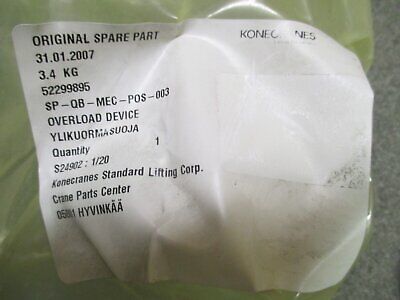 ORIGINAL SPARE PART
KONECRANES
31.01.2007
3.4 KG
52299895
SP-QB-MEC-POS-003
OVERLOAD DEVICE
YLIKUORMASUOJA
Quantity 1
S24902 : 1/20
Konecranes Standard Lifting Corp.
Crane Parts Center
HYVINKÄÄ